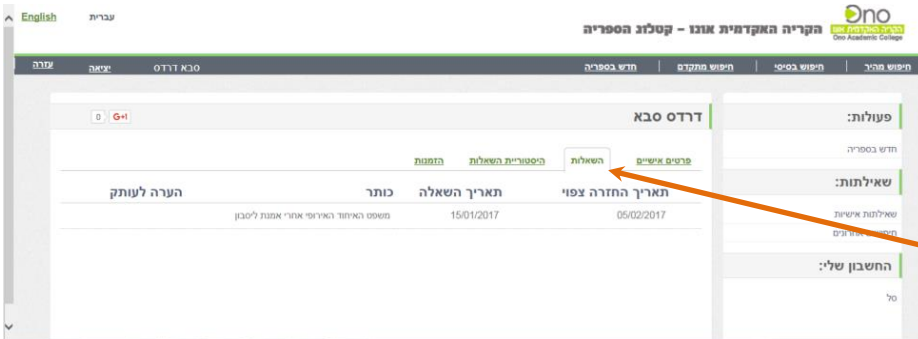 English
עברית
Ono
הקריה האקדמית אונו
Ono Academic College
הקריה האקדמית אונו - קטלוג הספריה
חיפוש מהיר | חיפוש בסיסי | חיפוש מתקדם | חדש בספריה
סבא דרדס יציאה עזרה
פעולות:
חדש בספריה
שאילתות:
שאילתות אישיות
החשבון שלי:
סל
דרדס סבא
G+1 0
פרטים אישיים השאלות היסטוריית השאלות הזמנות
תאריך החזרה צפוי תאריך השאלה כותר הערה לעותק
05/02/2017 15/01/2017 משפט האיחוד האירופי אחרי אמנת ליסבון